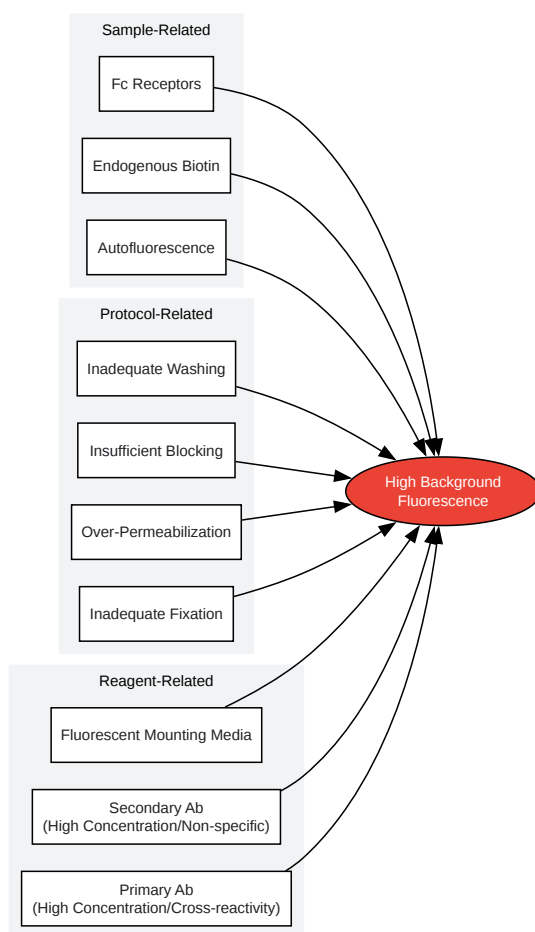 Sample-Related
Fc Receptors
Endogenous Biotin
Autofluorescence
Protocol-Related
Inadequate Washing
Insufficient Blocking
Over-Permeabilization
Inadequate Fixation
High Background
Fluorescence
Reagent-Related
Fluorescent Mounting Media
Secondary Ab
(High Concentration/Non-specific)
Primary Ab
(High Concentration/Cross-reactivity)